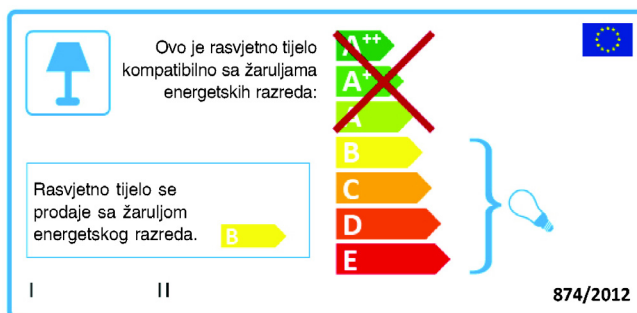 Ovo je rasvjetno tijelo
kompatibilno sa žaruljama
energetskih razreda:
A++
A+
A
B
C
D
E
Rasvjetno tijelo se
prodaje sa žaruljom
energetskog razreda.
B
I
II
874/2012